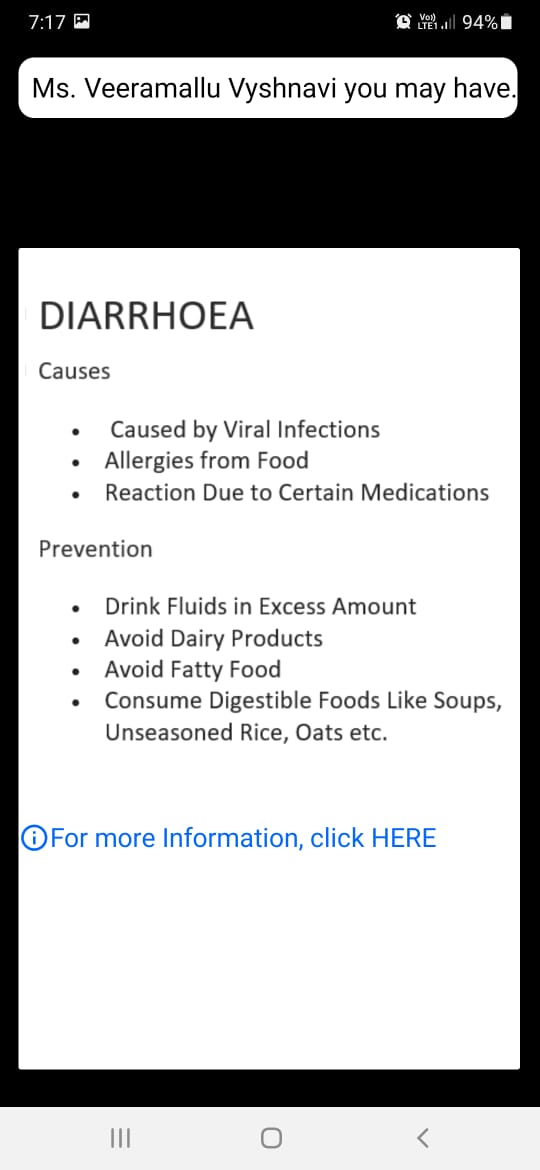 7:17
Vo)) LTE1 94%
Ms. Veeramallu Vyshnavi you may have.
DIARRHOEA
Causes
• Caused by Viral Infections
• Allergies from Food
• Reaction Due to Certain Medications
Prevention
• Drink Fluids in Excess Amount
• Avoid Dairy Products
• Avoid Fatty Food
• Consume Digestible Foods Like Soups,
Unseasoned Rice, Oats etc.
For more Information, click HERE